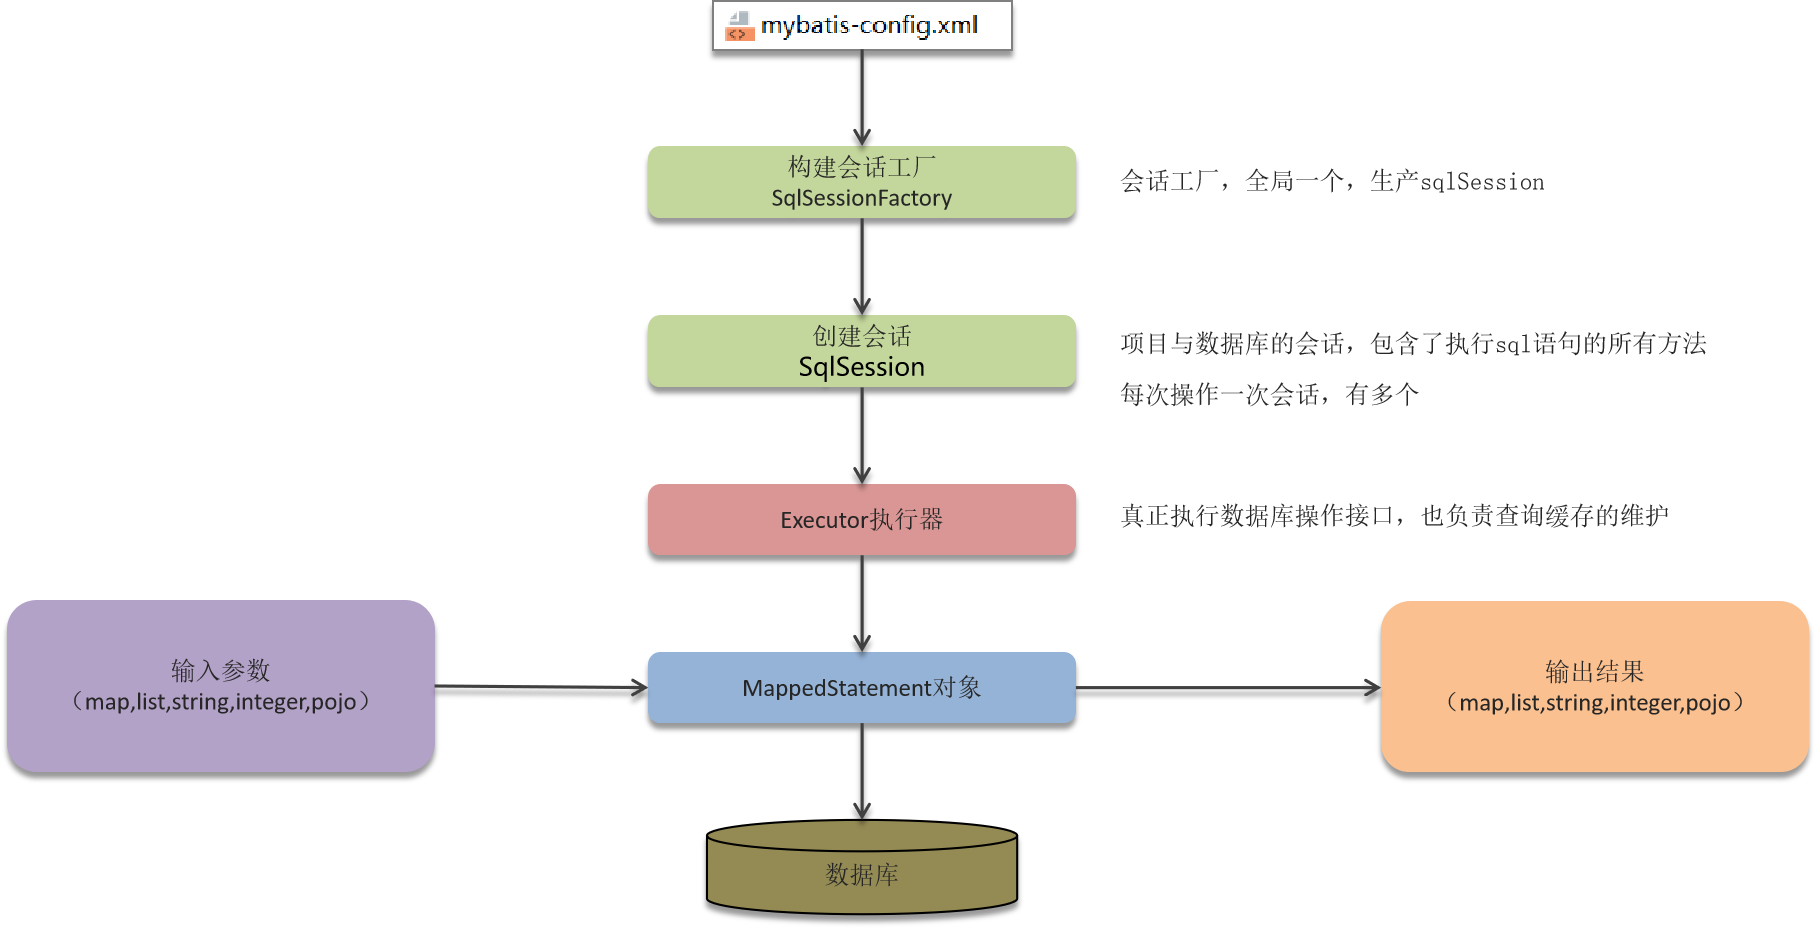 mybatis-config.xml
构建会话工厂
SqlSessionFactory
会话工厂，全局一个，生产sqlSession
创建会话
SqlSession
项目与数据库的会话，包含了执行sql语句的所有方法
每次操作一次会话，有多个
Executor执行器
真正执行数据库操作接口，也负责查询缓存的维护
输入参数
（map,list,string,integer,pojo）
MappedStatement对象
输出结果
（map,list,string,integer,pojo）
数据库